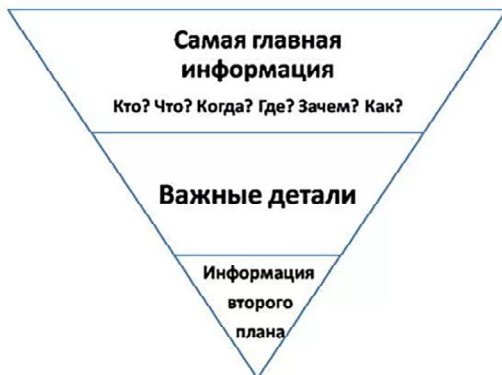 Самая главная
информация
Кто? Что? Когда? Где? Зачем? Как?
Важные детали
Информация
второго
плана